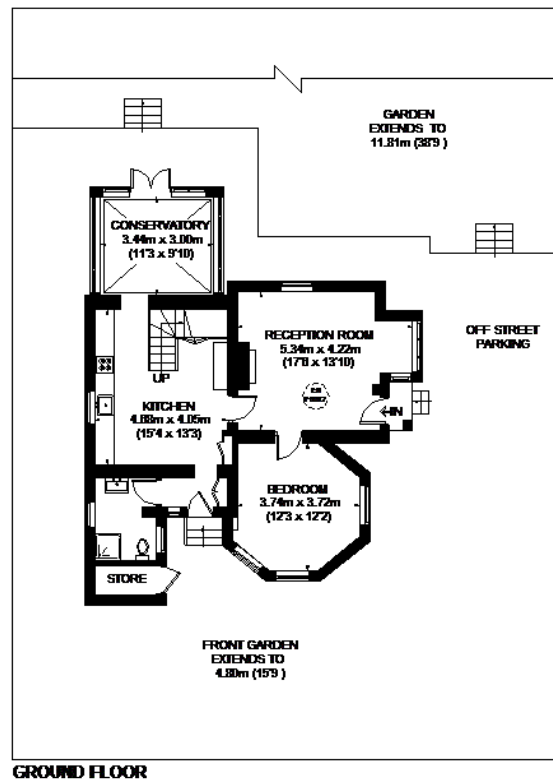 GARDEN
EXTENDS TO
11.81m (38'9 )
CONSERVATORY
3.44m x 3.00m
(11'3 x 9'10)
RECEPTION ROOM
5.34m x 4.22m
(17'6 x 13'10)
OFF STREET
PARKING
UP
IN
KITCHEN
4.68m x 4.05m
(15'4 x 13'3)
BEDROOM
3.74m x 3.72m
(12'3 x 12'2)
STORE
FRONT GARDEN
EXTENDS TO
4.80m (15'9 )
GROUND FLOOR